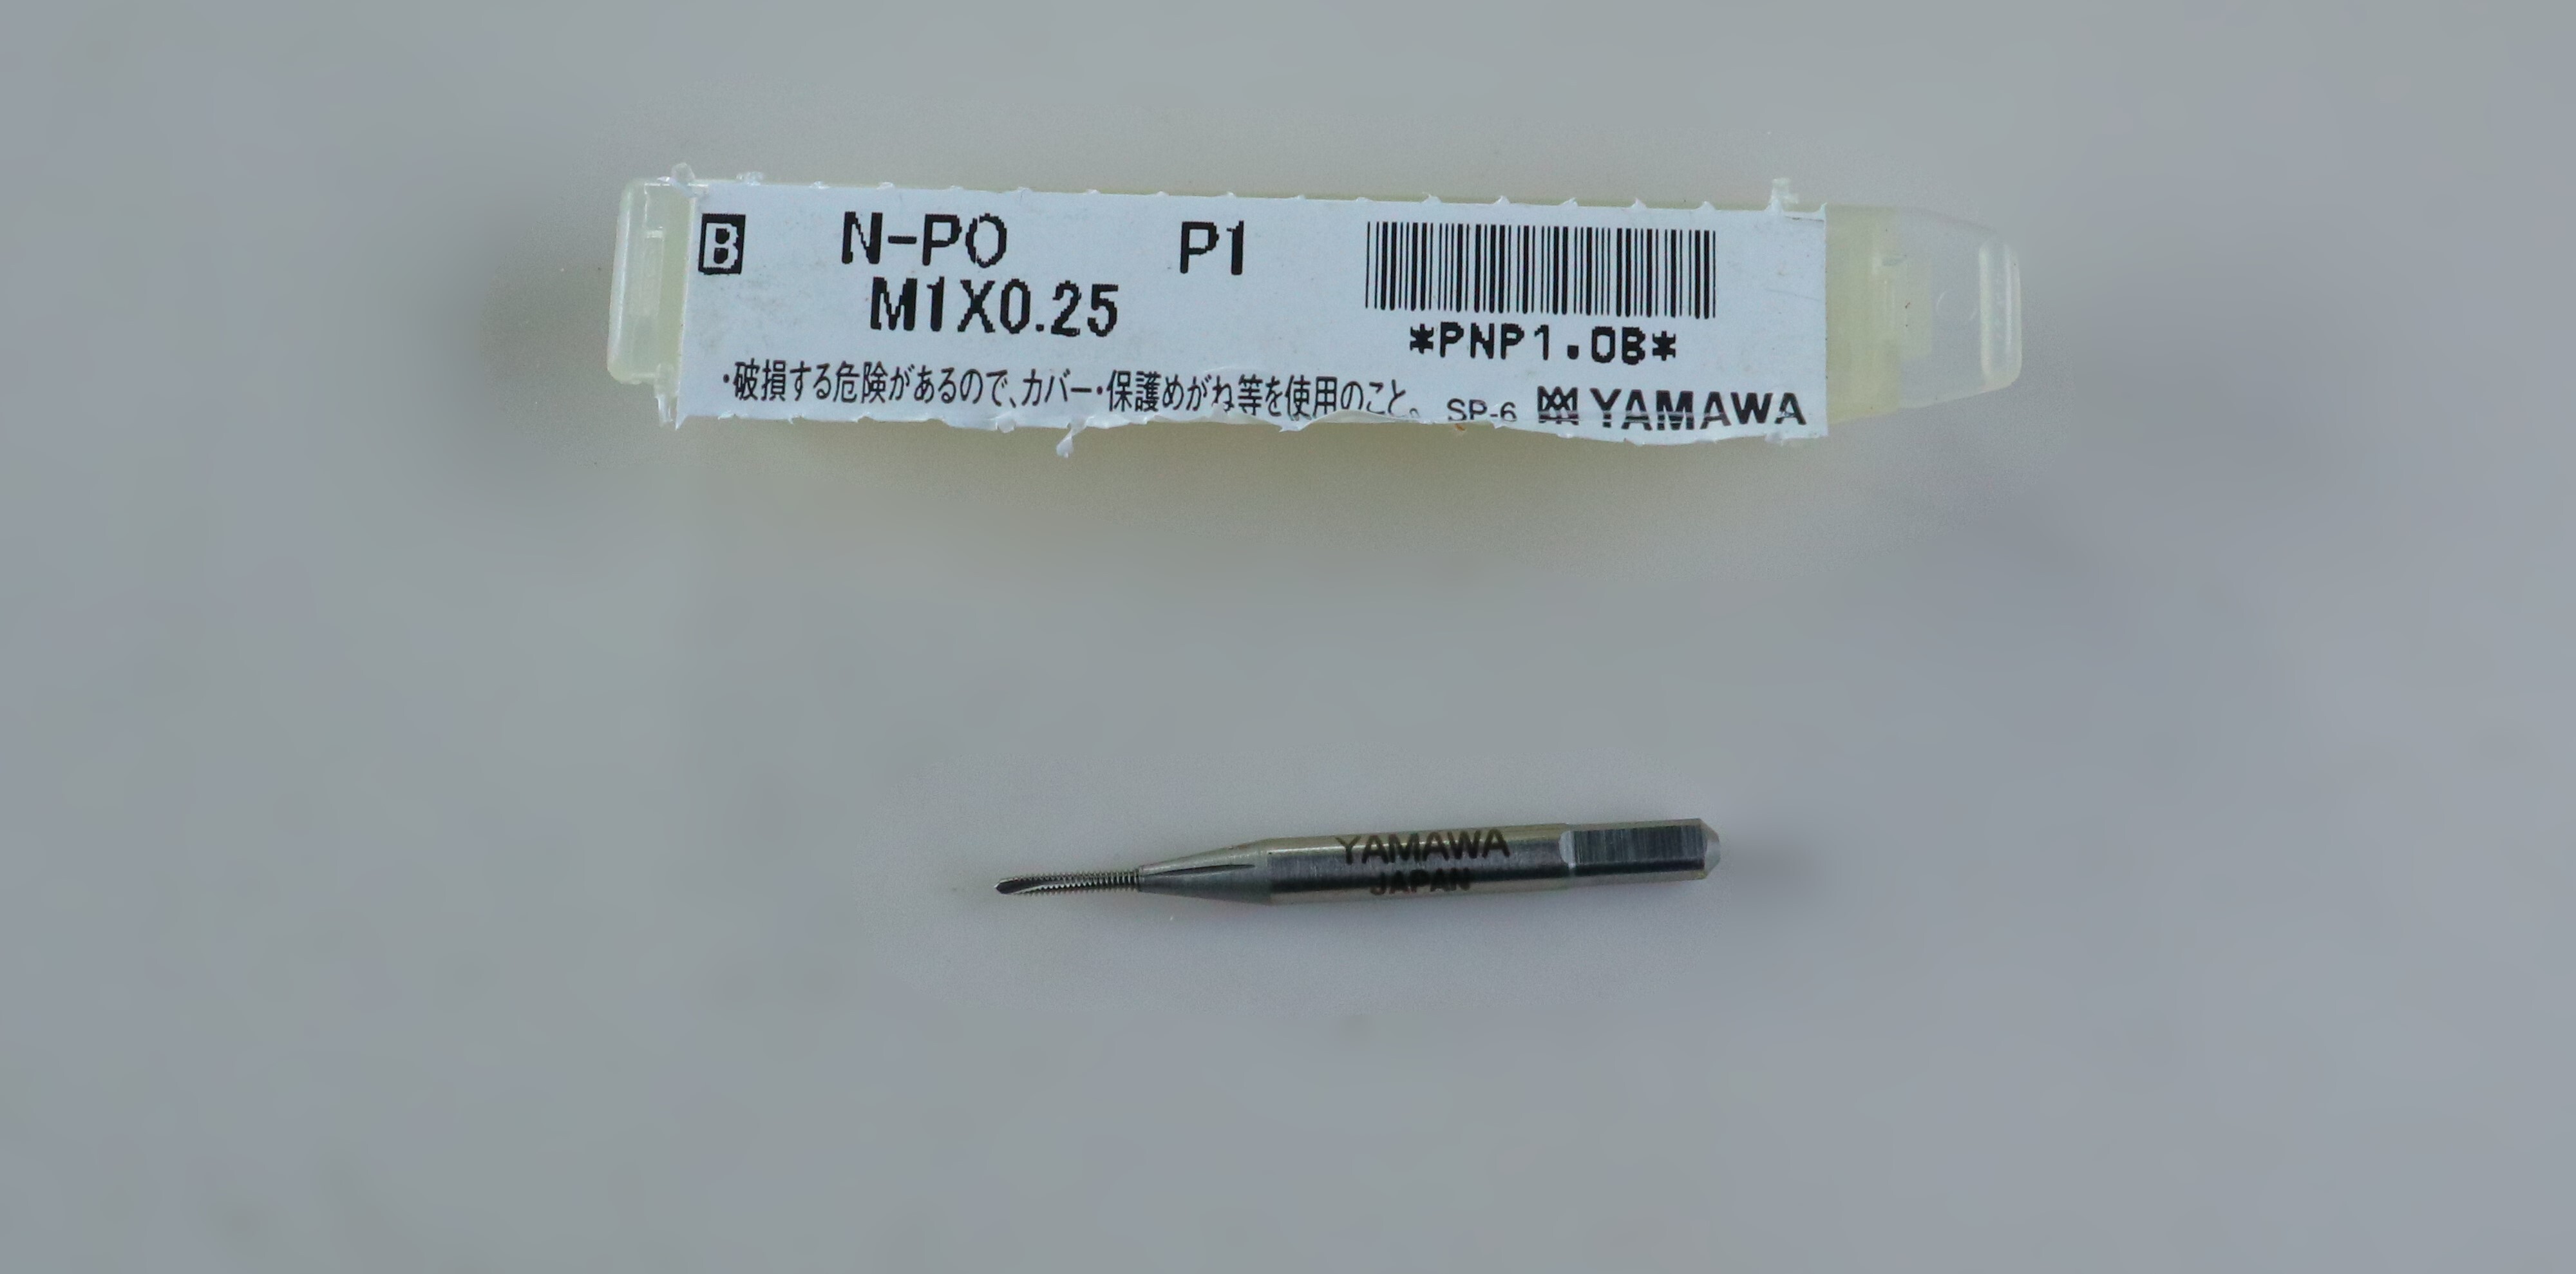 B N-PO P1
M1X0.25
*PNP1.0B*
・破損する危険があるので、カバー・保護めがね等を使用のこと。 SP-6 YAMAWA
YAMAWA
JAPAN